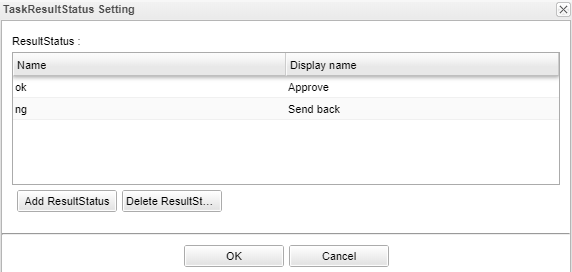 TaskResultStatus Setting
ResultStatus :
Name Display name
ok Approve
ng Send back
Add ResultStatus Delete ResultSt...
OK Cancel